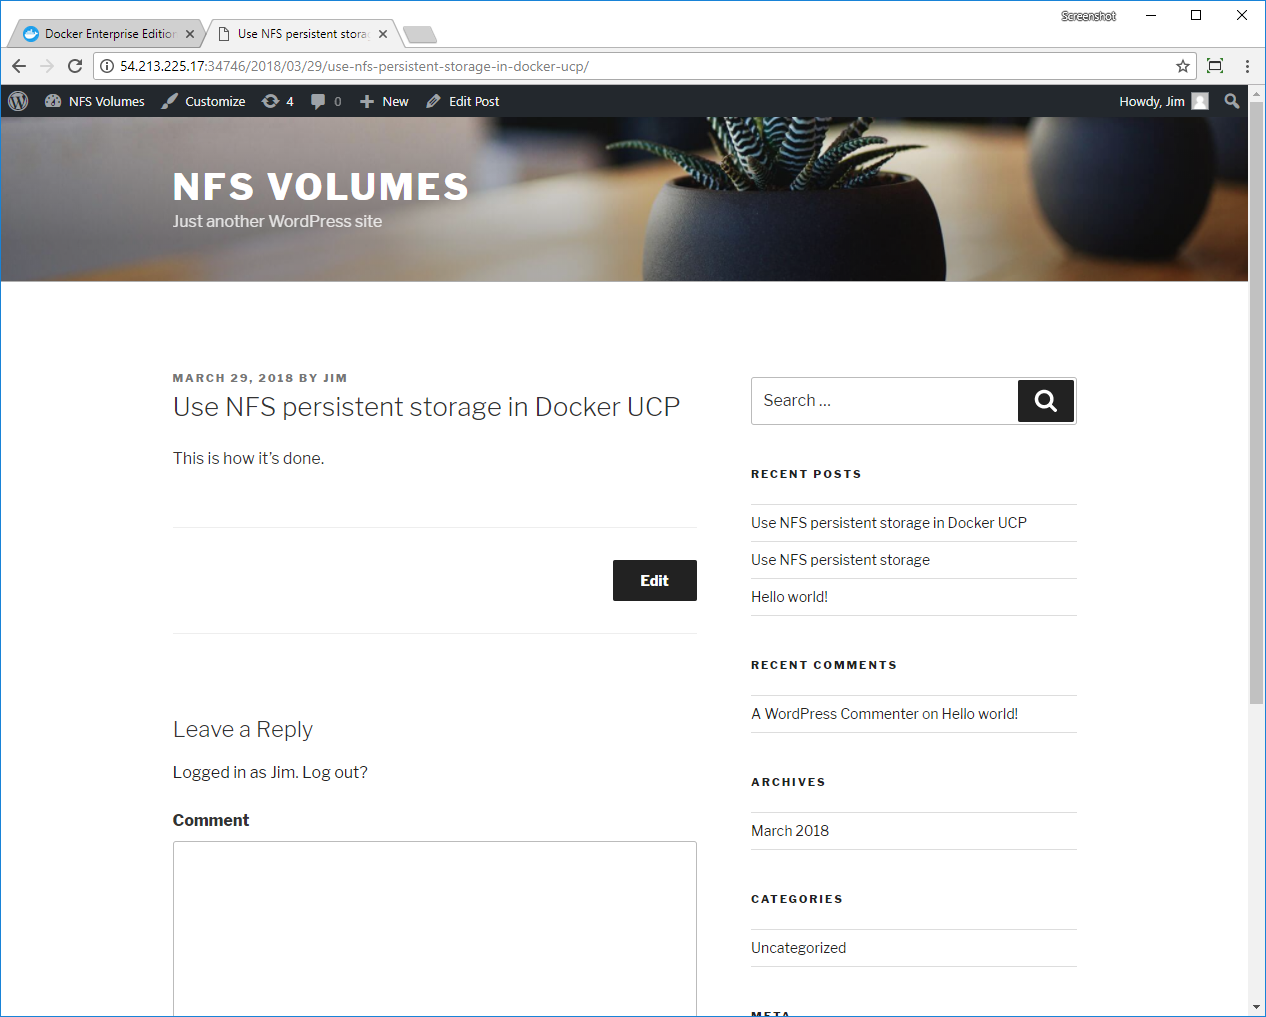 Screenshot
Docker Enterprise Edition
Use NFS persistent stora
54.213.225.17:34746/2018/03/29/use-nfs-persistent-storage-in-docker-ucp/
NFS Volumes Customize 4 0 New Edit Post Howdy, Jim
NFS VOLUMES
Just another WordPress site
MARCH 29, 2018 BY JIM
Use NFS persistent storage in Docker UCP
This is how it's done.
Edit
Leave a Reply
Logged in as Jim. Log out?
Comment
Search …
RECENT POSTS
Use NFS persistent storage in Docker UCP
Use NFS persistent storage
Hello world!
RECENT COMMENTS
A WordPress Commenter on Hello world!
ARCHIVES
March 2018
CATEGORIES
Uncategorized
META